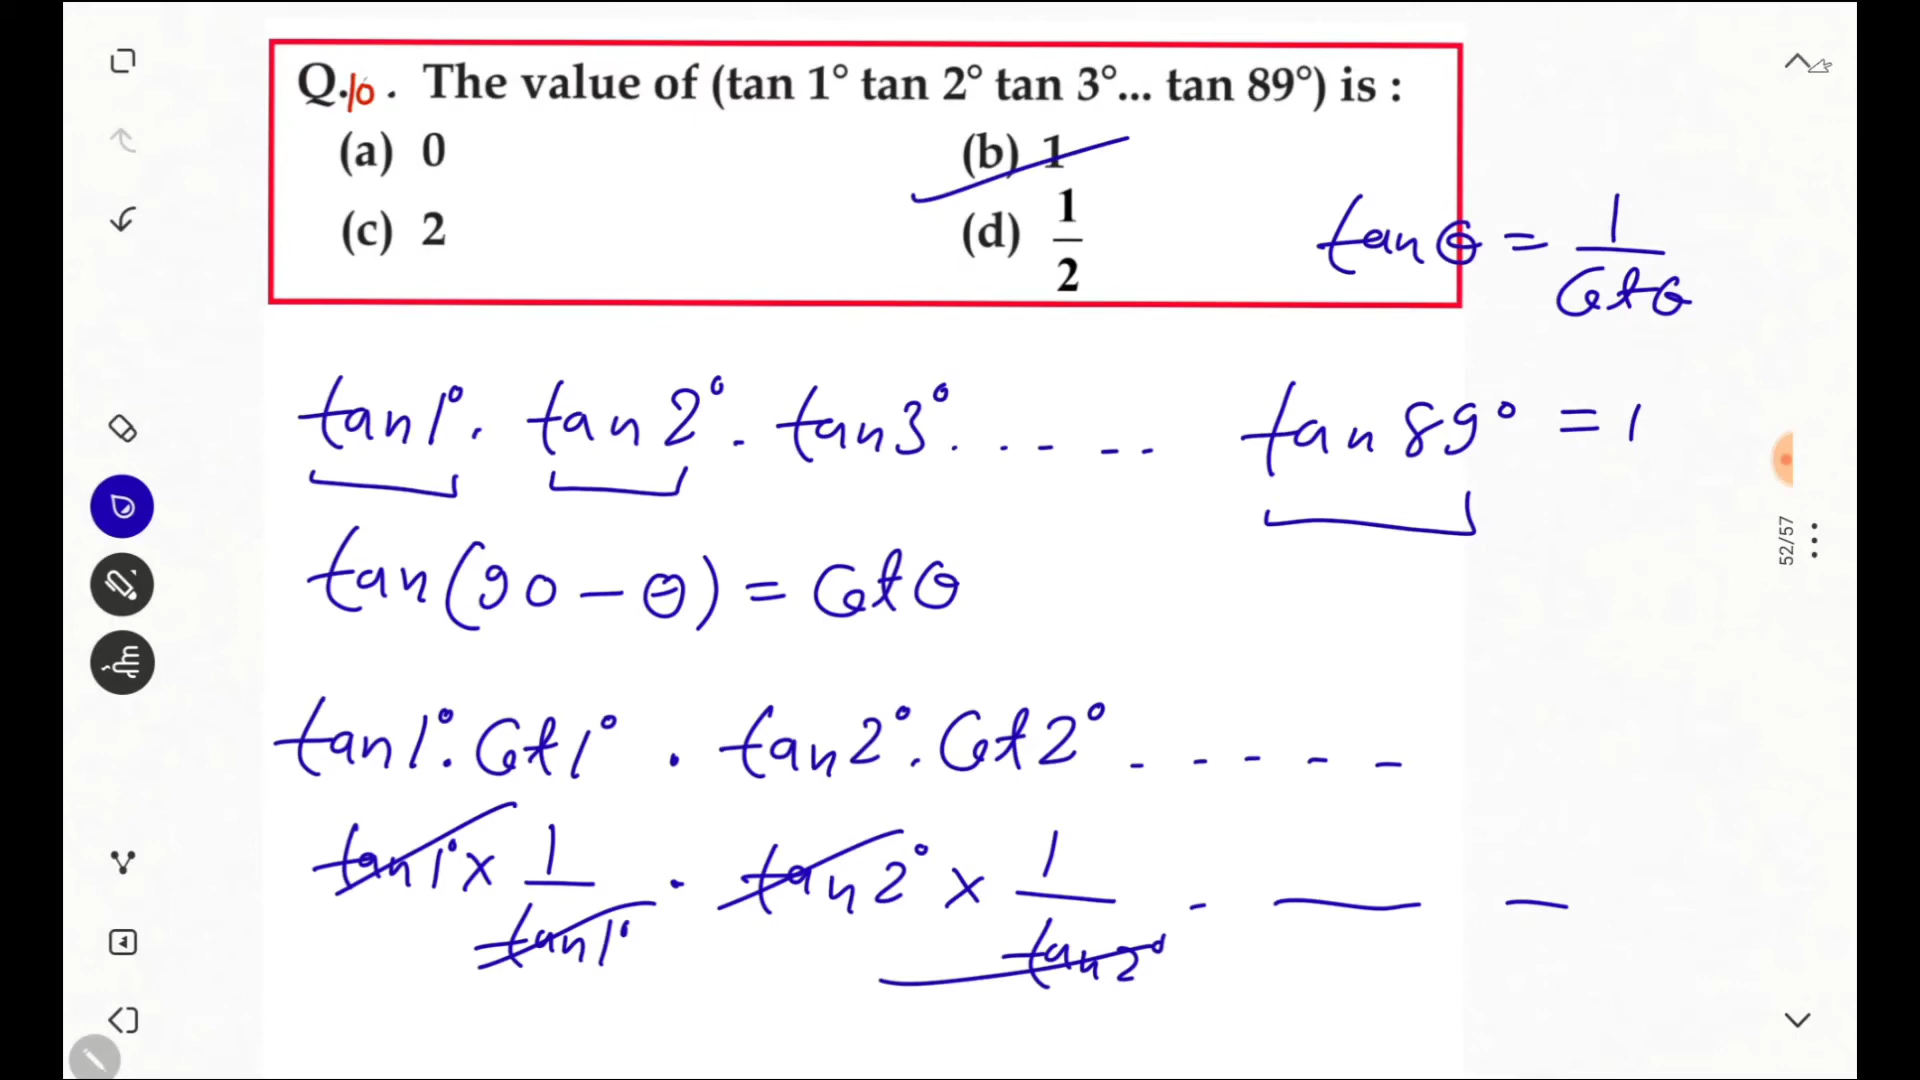 Q.10. The value of (tan 1° tan 2° tan 3°... tan 89°) is :
(a) 0 (b) 1
(c) 2 (d) 1/2
tan θ = 1/Cot θ
tan 1° . tan 2° . tan 3° . . - - - tan 89° = 1
tan(90 - θ) = Cot θ
tan 1° . Cot 1° . tan 2° . Cot 2° - - - - -
tan 1° x 1/tan 1° . tan 2° x 1/tan 2° - — —
52/57